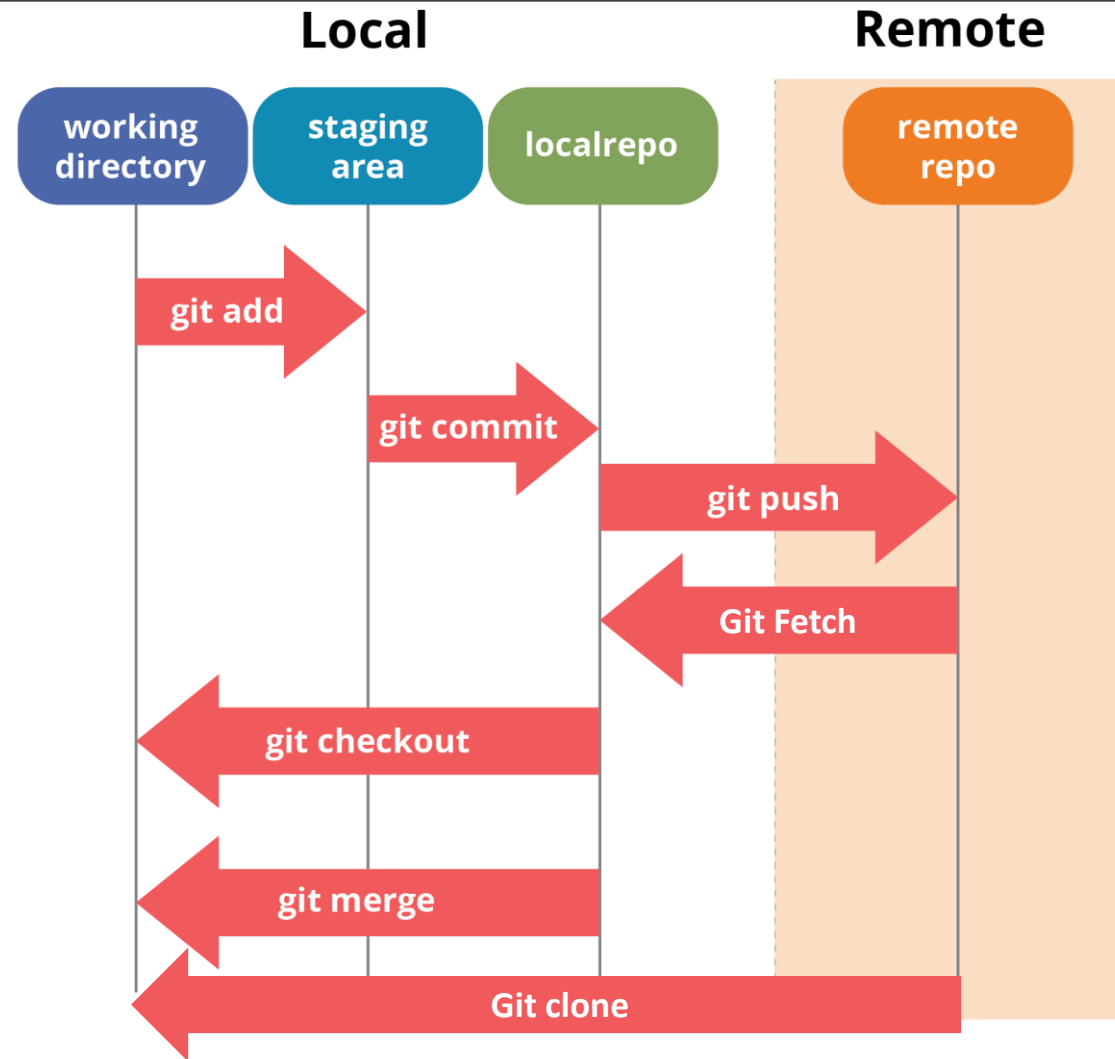 Local
Remote
working
directory
staging
area
localrepo
remote
repo
git add
git commit
git push
Git Fetch
git checkout
git merge
Git clone